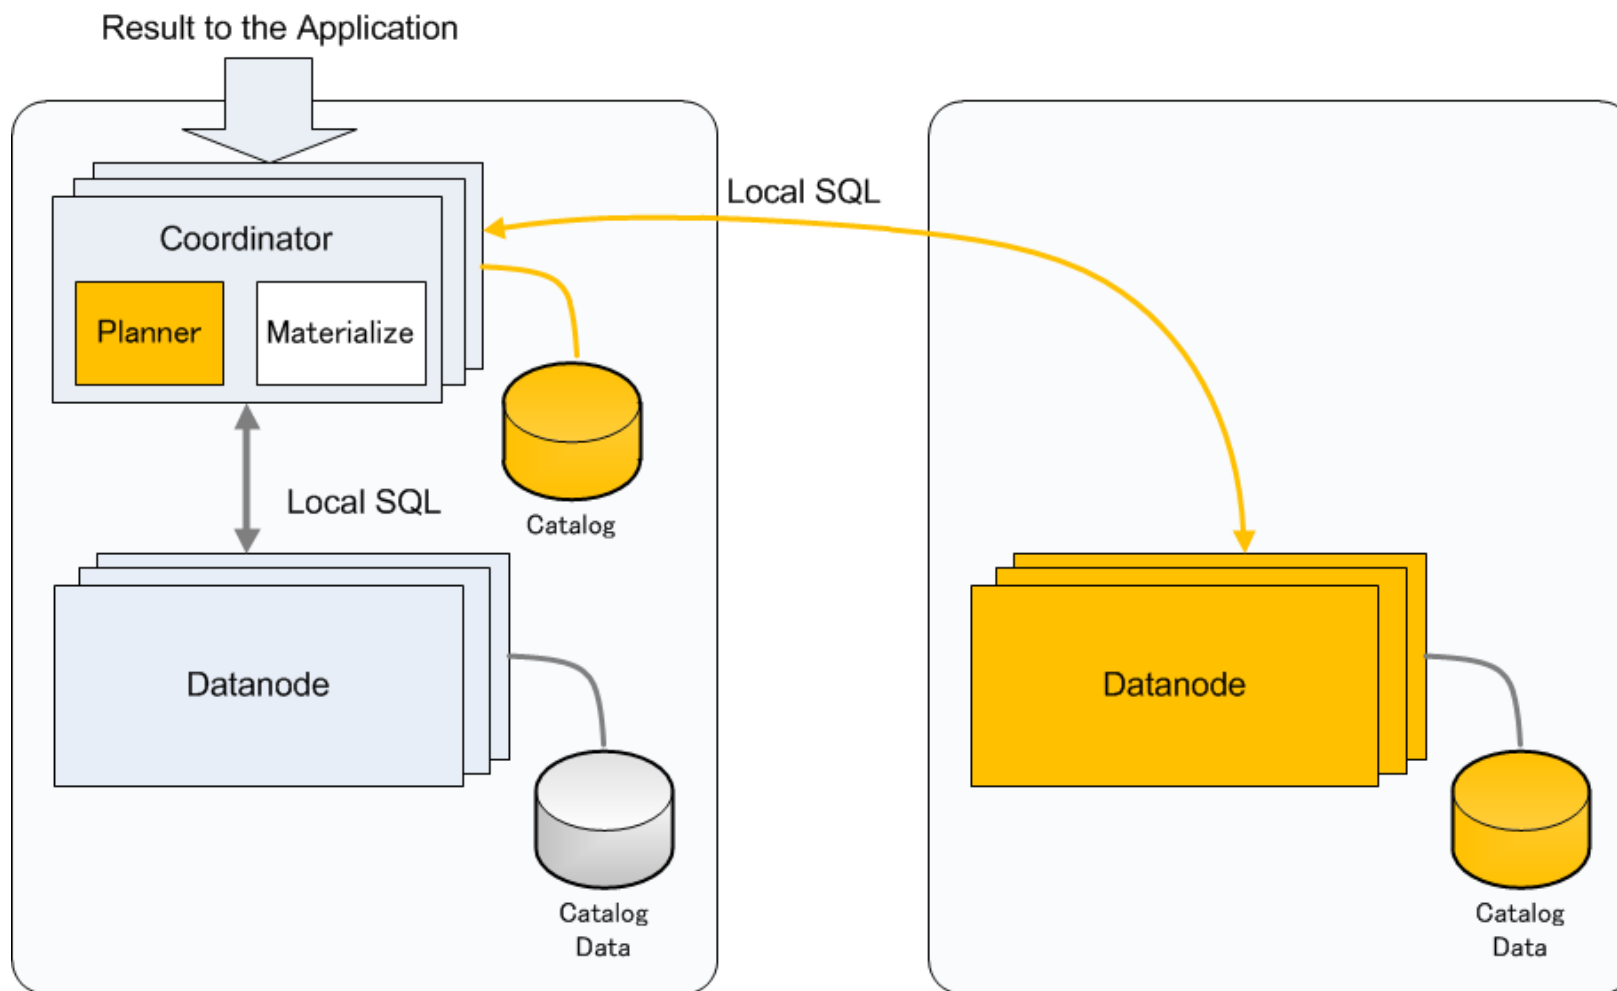 Result to the Application
Local SQL
Coordinator
Planner
Materialize
Catalog
Local SQL
Datanode
Catalog
Data
Datanode
Catalog
Data